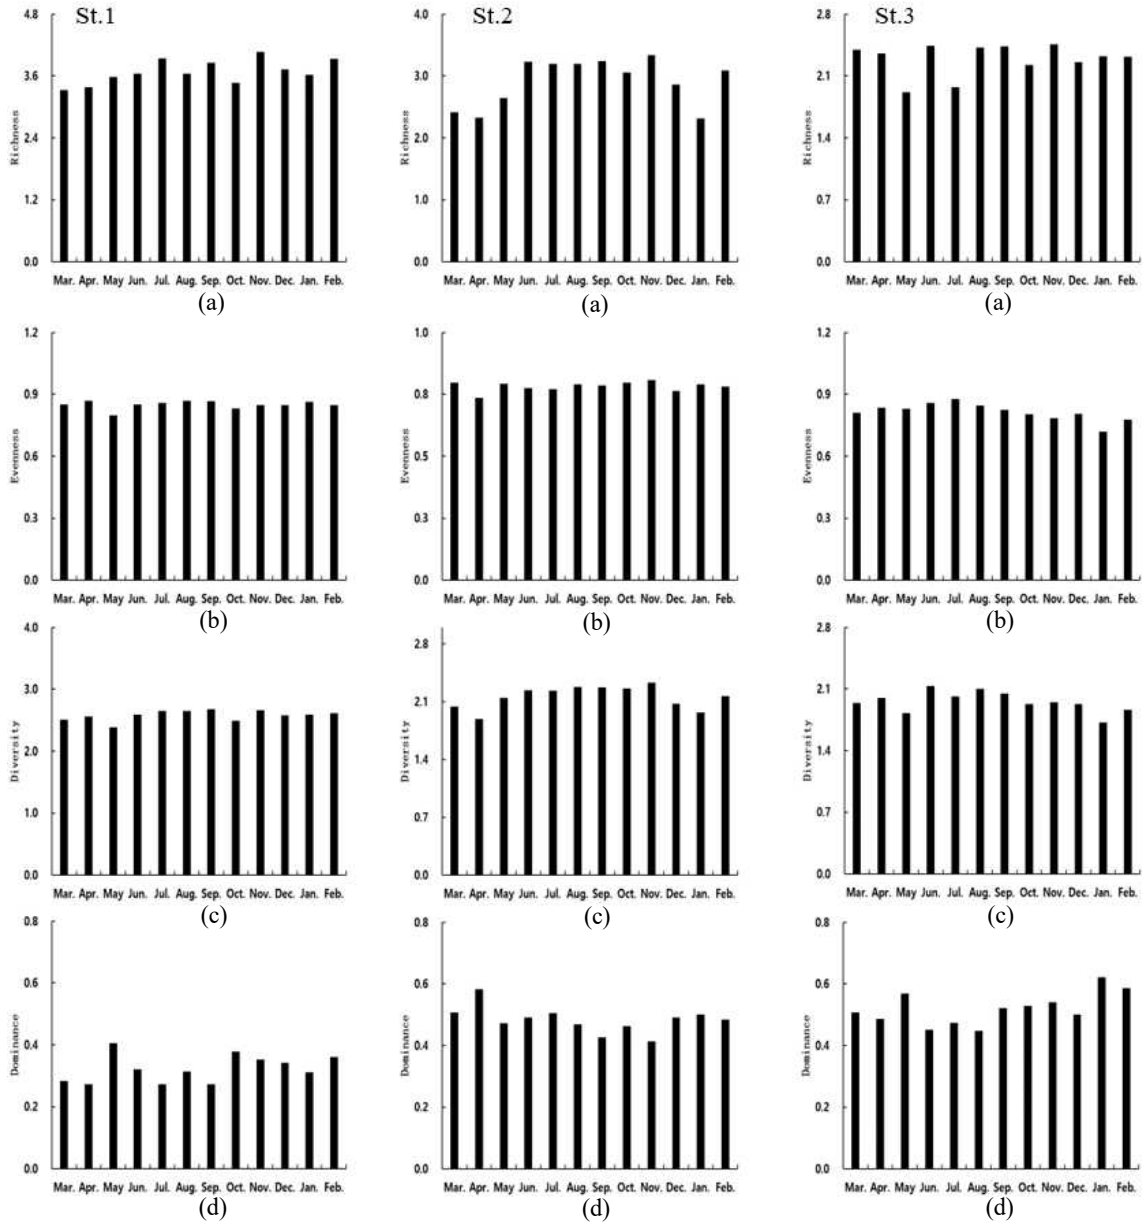 St.1
4.8
3.6
2.4
1.2
0.0
Richness
Mar. Apr. May Jun. Jul. Aug. Sep. Oct. Nov. Dec. Jan. Feb.
(a)
St.2
4.0
3.0
2.0
1.0
0.0
Richness
Mar. Apr. May Jun. Jul. Aug. Sep. Oct. Nov. Dec. Jan. Feb.
(a)
St.3
2.8
2.1
1.4
0.7
0.0
Richness
Mar. Apr. May Jun. Jul. Aug. Sep. Oct. Nov. Dec. Jan. Feb.
(a)
1.2
0.9
0.6
0.3
0.0
Evenness
Mar. Apr. May Jun. Jul. Aug. Sep. Oct. Nov. Dec. Jan. Feb.
(b)
1.0
0.8
0.5
0.3
0.0
Evenness
Mar. Apr. May Jun. Jul. Aug. Sep. Oct. Nov. Dec. Jan. Feb.
(b)
1.2
0.9
0.6
0.3
0.0
Evenness
Mar. Apr. May Jun. Jul. Aug. Sep. Oct. Nov. Dec. Jan. Feb.
(b)
4.0
3.0
2.0
1.0
0.0
Diversity
Mar. Apr. May Jun. Jul. Aug. Sep. Oct. Nov. Dec. Jan. Feb.
(c)
2.8
2.1
1.4
0.7
0.0
Diversity
Mar. Apr. May Jun. Jul. Aug. Sep. Oct. Nov. Dec. Jan. Feb.
(c)
2.8
2.1
1.4
0.7
0.0
Diversity
Mar. Apr. May Jun. Jul. Aug. Sep. Oct. Nov. Dec. Jan. Feb.
(c)
0.8
0.6
0.4
0.2
0.0
Dominance
Mar. Apr. May Jun. Jul. Aug. Sep. Oct. Nov. Dec. Jan. Feb.
(d)
0.8
0.6
0.4
0.2
0.0
Dominance
Mar. Apr. May Jun. Jul. Aug. Sep. Oct. Nov. Dec. Jan. Feb.
(d)
0.8
0.6
0.4
0.2
0.0
Dominance
Mar. Apr. May Jun. Jul. Aug. Sep. Oct. Nov. Dec. Jan. Feb.
(d)